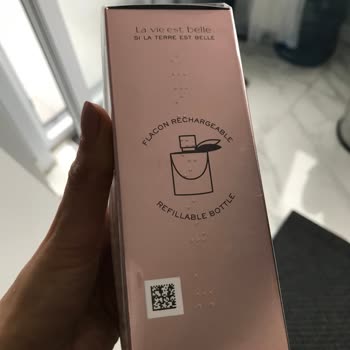 La vie est belle
SI LA TERRE EST BELLE
FLACON RECHARGEABLE
REFILLABLE BOTTLE